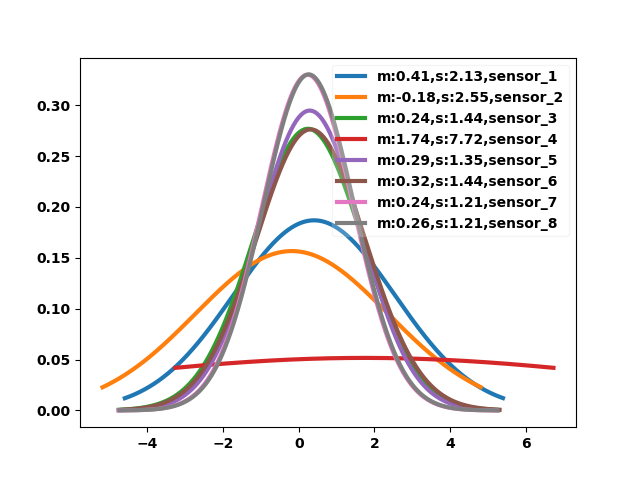 m:0.41,s:2.13,sensor_1
m:-0.18,s:2.55,sensor_2
m:0.24,s:1.44,sensor_3
m:1.74,s:7.72,sensor_4
m:0.29,s:1.35,sensor_5
m:0.32,s:1.44,sensor_6
m:0.24,s:1.21,sensor_7
m:0.26,s:1.21,sensor_8
0.30
0.25
0.20
0.15
0.10
0.05
0.00
−4 −2 0 2 4 6